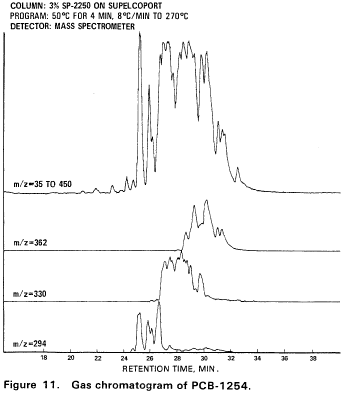 COLUMN: 3% SP-2250 ON SUPELCOPORT
PROGRAM: 50°C FOR 4 MIN, 8°C/MIN TO 270°C
DETECTOR: MASS SPECTROMETER
m/z=35 TO 450
m/z=362
m/z=330
m/z=294
18 20 22 24 26 28 30 32 34 36 38
RETENTION TIME, MIN.
Figure 11. Gas chromatogram of PCB-1254.